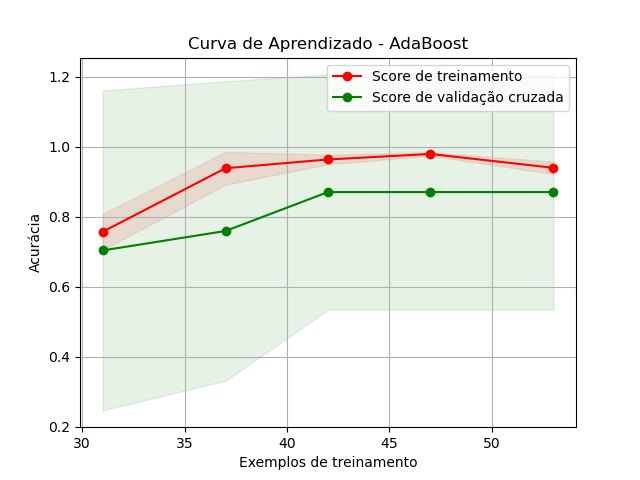 Curva de Aprendizado - AdaBoost
Score de treinamento
Score de validação cruzada
1.2
1.0
0.8
0.6
0.4
0.2
Acurácia
30 35 40 45 50
Exemplos de treinamento